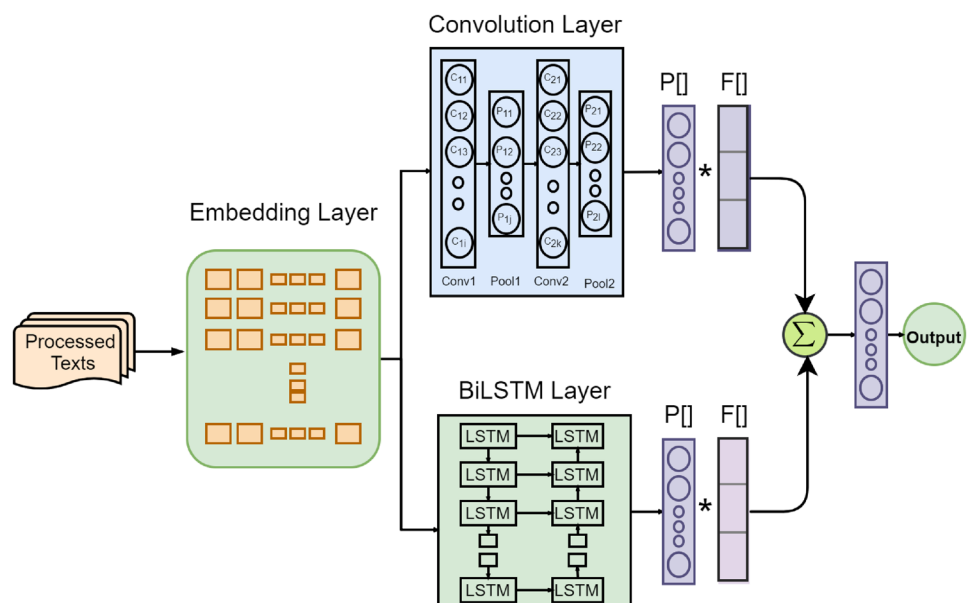 Convolution Layer
C11
C12
C13
C1i
P11
P12
P1j
C21
C22
C23
C2k
P21
P22
P2l
Conv1
Pool1
Conv2
Pool2
P[]
*
F[]
Embedding Layer
Processed
Texts
BiLSTM Layer
LSTM
LSTM
LSTM
LSTM
LSTM
LSTM
LSTM
LSTM
P[]
*
F[]
Σ
Output